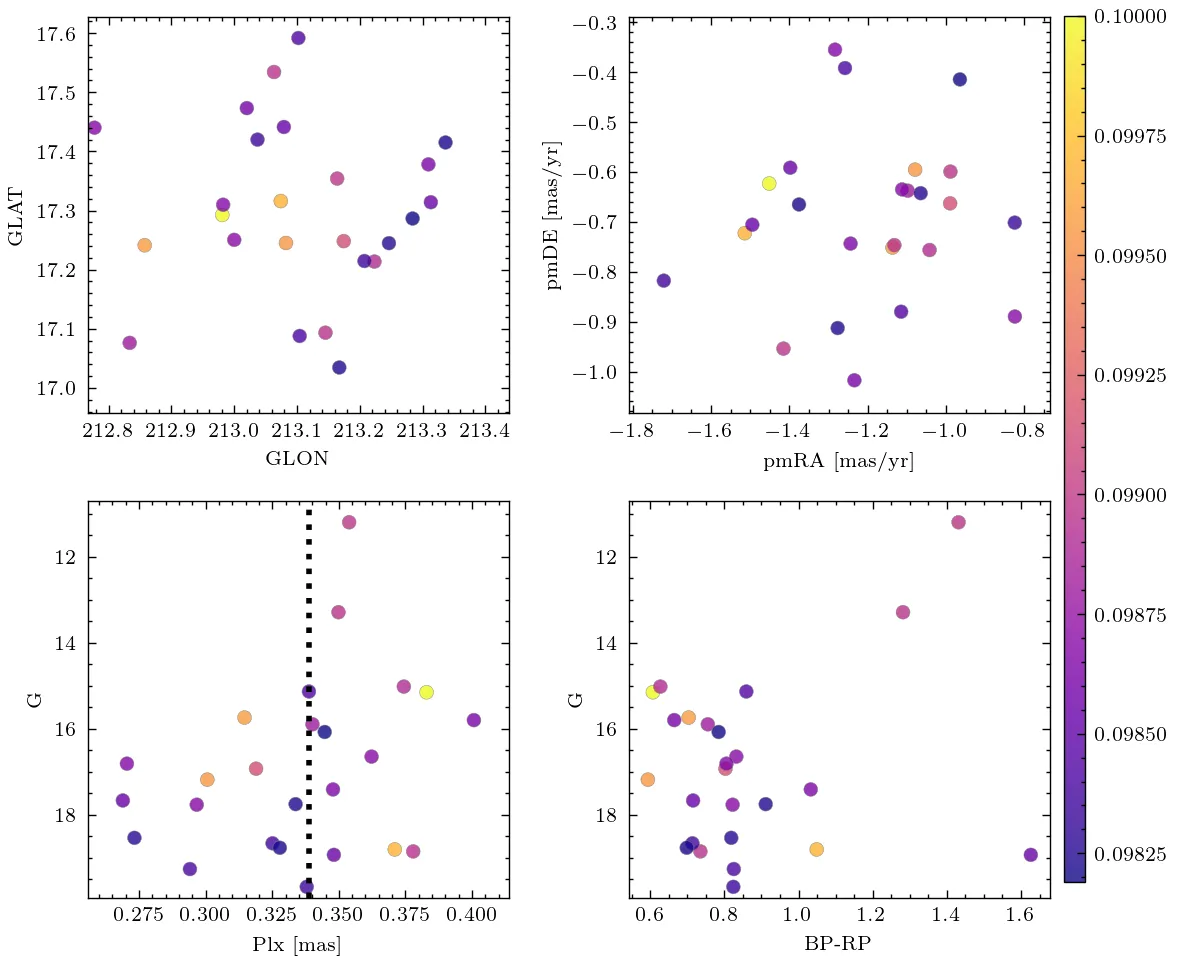 17.6
17.5
17.4
17.3
17.2
17.1
17.0
GLAT
212.8 212.9 213.0 213.1 213.2 213.3 213.4
GLON
−0.3
−0.4
−0.5
−0.6
−0.7
−0.8
−0.9
−1.0
pmDE [mas/yr]
−1.8 −1.6 −1.4 −1.2 −1.0 −0.8
pmRA [mas/yr]
0.10000
0.09975
0.09950
0.09925
0.09900
0.09875
0.09850
0.09825
12
14
16
18
G
0.275 0.300 0.325 0.350 0.375 0.400
Plx [mas]
12
14
16
18
G
0.6 0.8 1.0 1.2 1.4 1.6
BP-RP